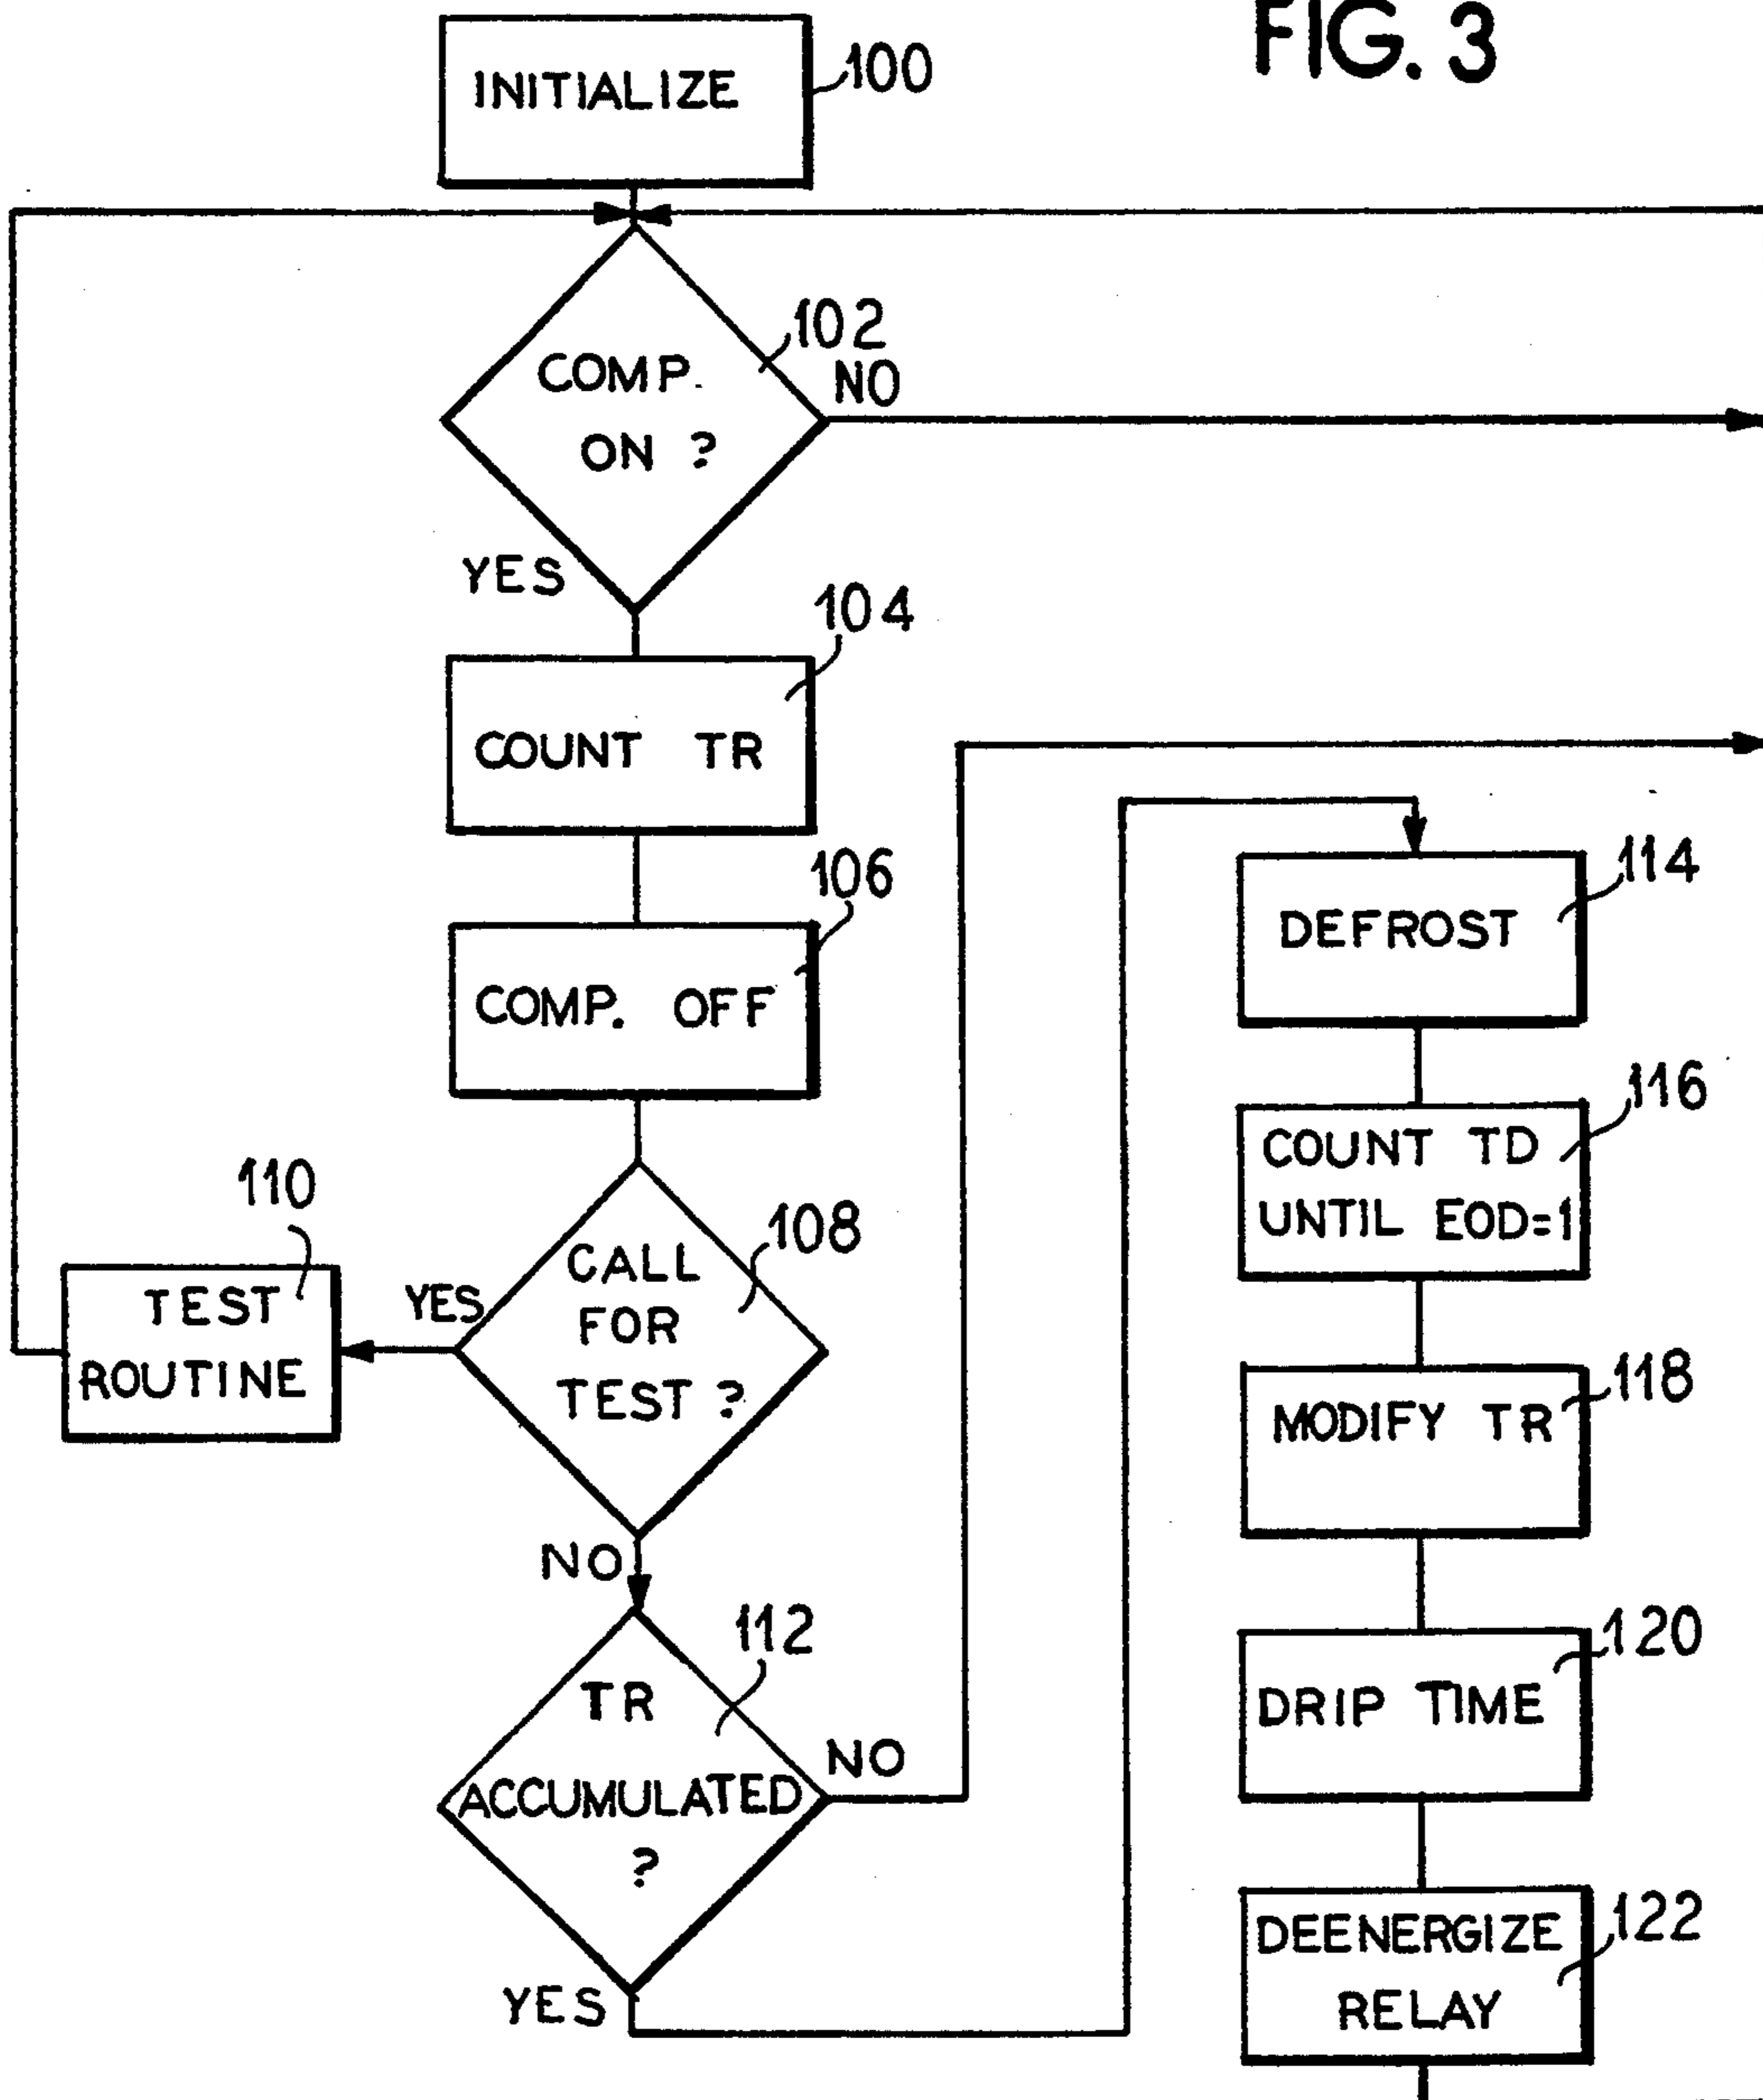 FIG. 3
INITIALIZE
100
COMP.
ON ?
102
NO
YES
COUNT TR
104
COMP. OFF
106
CALL
FOR
TEST ?
108
YES
TEST
ROUTINE
110
NO
TR
ACCUMULATED
?
112
NO
YES
DEFROST
114
COUNT TD
UNTIL EOD=1
116
MODIFY TR
118
DRIP TIME
120
DEENERGIZE
RELAY
122